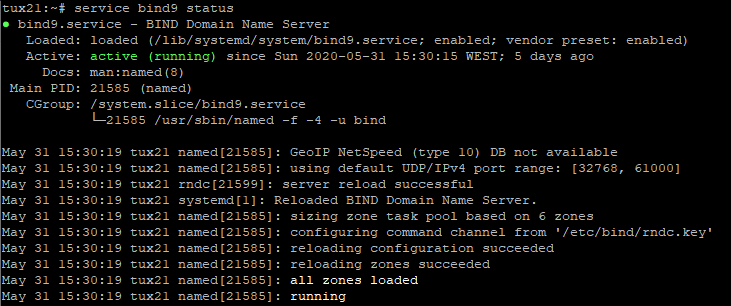 tux21:~# service bind9 status
● bind9.service - BIND Domain Name Server
   Loaded: loaded (/lib/systemd/system/bind9.service; enabled; vendor preset: enabled)
   Active: active (running) since Sun 2020-05-31 15:30:15 WEST; 5 days ago
     Docs: man:named(8)
 Main PID: 21585 (named)
   CGroup: /system.slice/bind9.service
           └─21585 /usr/sbin/named -f -4 -u bind

May 31 15:30:19 tux21 named[21585]: GeoIP NetSpeed (type 10) DB not available
May 31 15:30:19 tux21 named[21585]: using default UDP/IPv4 port range: [32768, 61000]
May 31 15:30:19 tux21 rndc[21599]: server reload successful
May 31 15:30:19 tux21 systemd[1]: Reloaded BIND Domain Name Server.
May 31 15:30:19 tux21 named[21585]: sizing zone task pool based on 6 zones
May 31 15:30:19 tux21 named[21585]: configuring command channel from '/etc/bind/rndc.key'
May 31 15:30:19 tux21 named[21585]: reloading configuration succeeded
May 31 15:30:19 tux21 named[21585]: reloading zones succeeded
May 31 15:30:19 tux21 named[21585]: all zones loaded
May 31 15:30:19 tux21 named[21585]: running